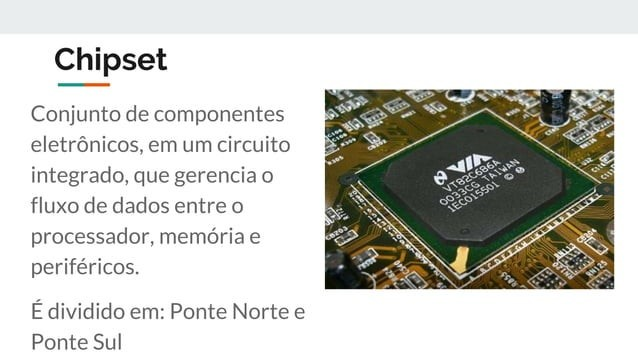 Chipset
Conjunto de componentes
eletrônicos, em um circuito
integrado, que gerencia o
fluxo de dados entre o
processador, memória e
periféricos.
É dividido em: Ponte Norte e
Ponte Sul
VIA
VT82C686A
0033CG TAIWAN
1EC015501 © Ⓜ